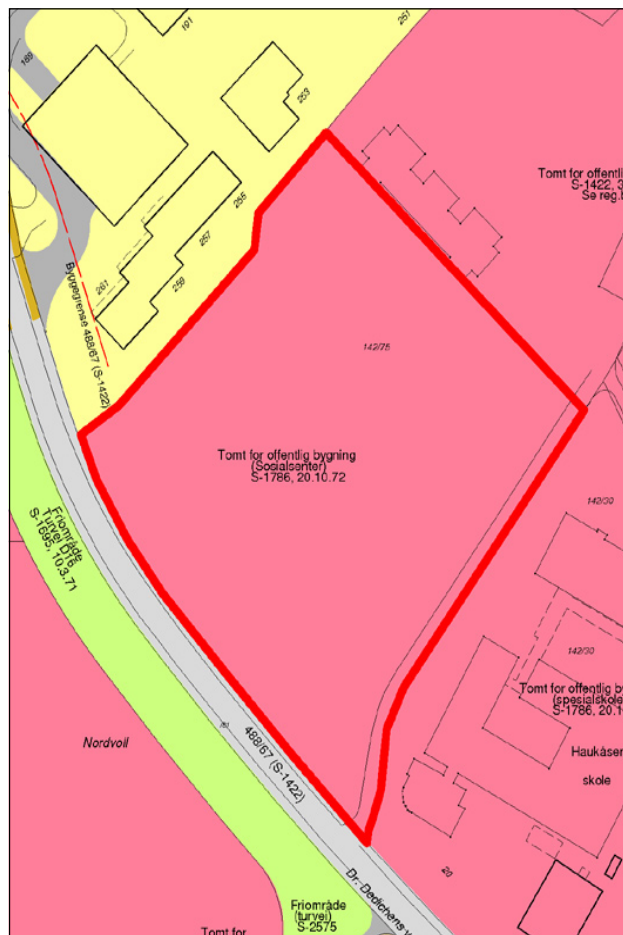 191
251
189
253
Tomt for offentli
S-1422, 3
Se reg.b
255
257
259
261
Byggegrense 488/67 (S-1422)
142/75
Tomt for offentlig bygning
(Sosialsenter)
S-1786, 20.10.72
142/30
Friområde
Turvei D16
S-1695, 10.3.71
142/30
Tomt for offentlig b
(spesialskole
S-1786, 20.1
Nordvoll
488/67 (S-1422)
Haukåsen
skole
20
Dr. Dedichens v
Friområde
(turvei)
S-2575
Tomt for